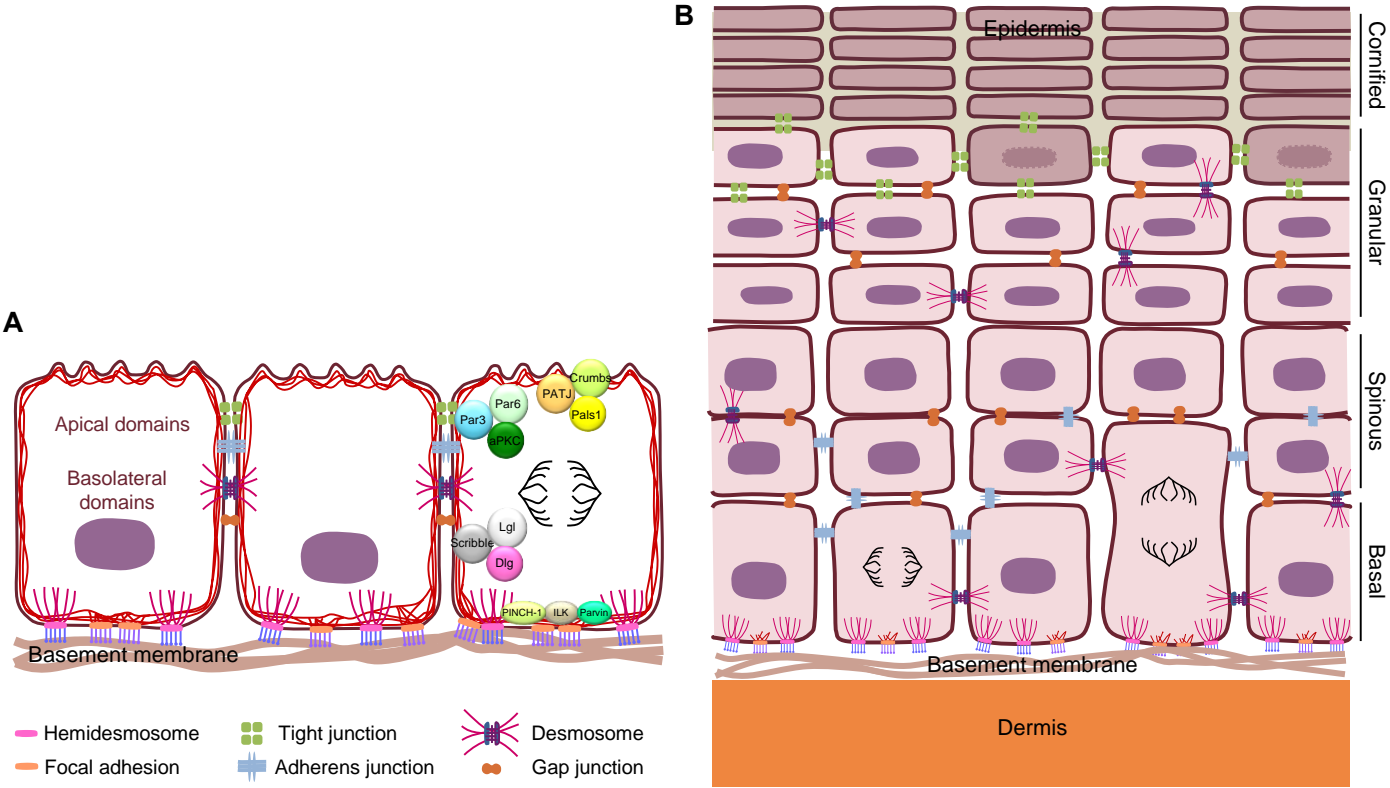 A
Apical domains
Basolateral
domains
Par3
Par6
aPKC
PATJ
Crumbs
Pals1
Scribble
Lgl
Dlg
PINCH-1
ILK
Parvin
Basement membrane
Hemidesmosome
Focal adhesion
Tight junction
Adherens junction
Desmosome
Gap junction
B
Epidermis
Cornified
Granular
Spinous
Basal
Basement membrane
Dermis